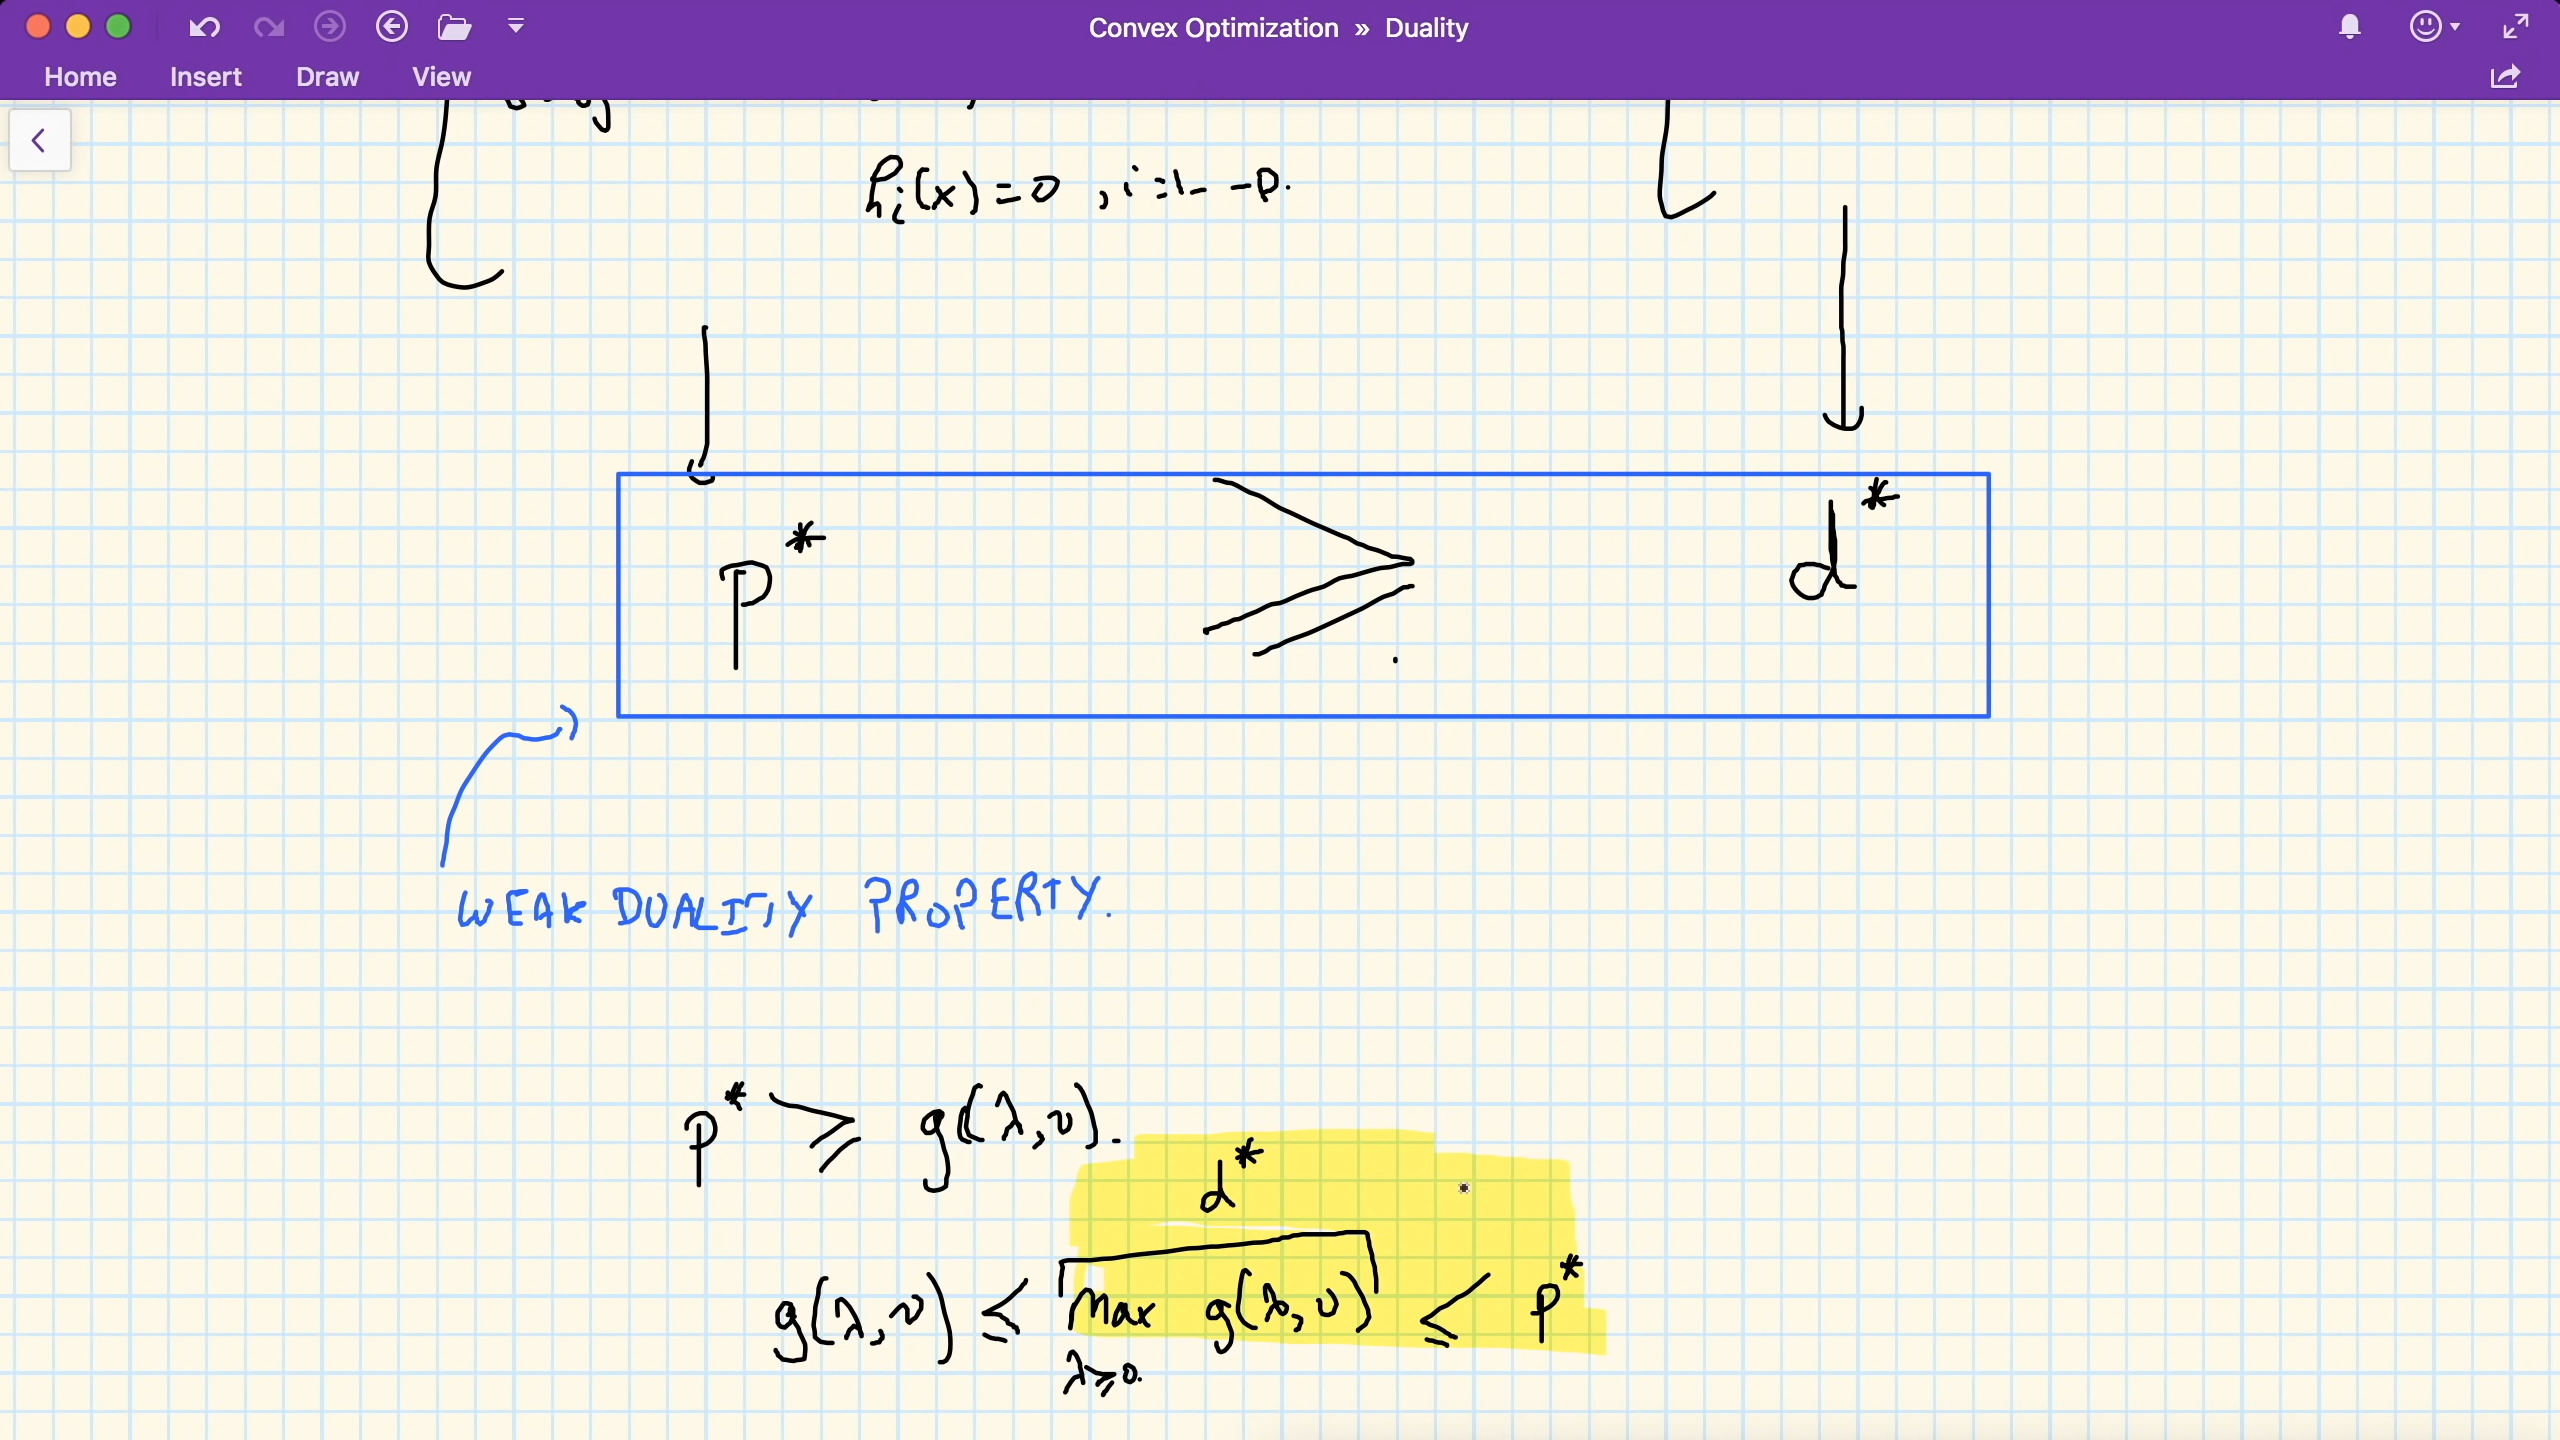 Convex Optimization » Duality
Home Insert Draw View
hᵢ(x) = 0 , i = 1 - - p.
p* ≥ d*
WEAK DUALITY PROPERTY.
p* ≥ g(λ,ν).
d*
g(λ,ν) ≤ max g(λ,ν) ≤ p*
λ≥0.